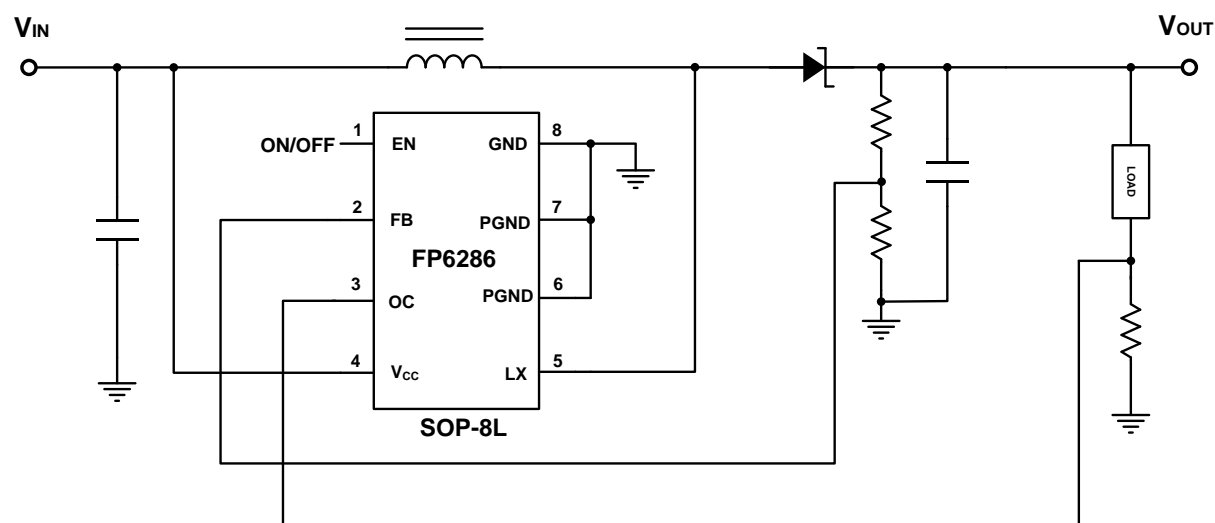 VIN
VOUT
1
8
ON/OFF
EN
GND
2
7
FB
PGND
FP6286
LOAD
3
6
OC
PGND
4
5
VCC
LX
SOP-8L